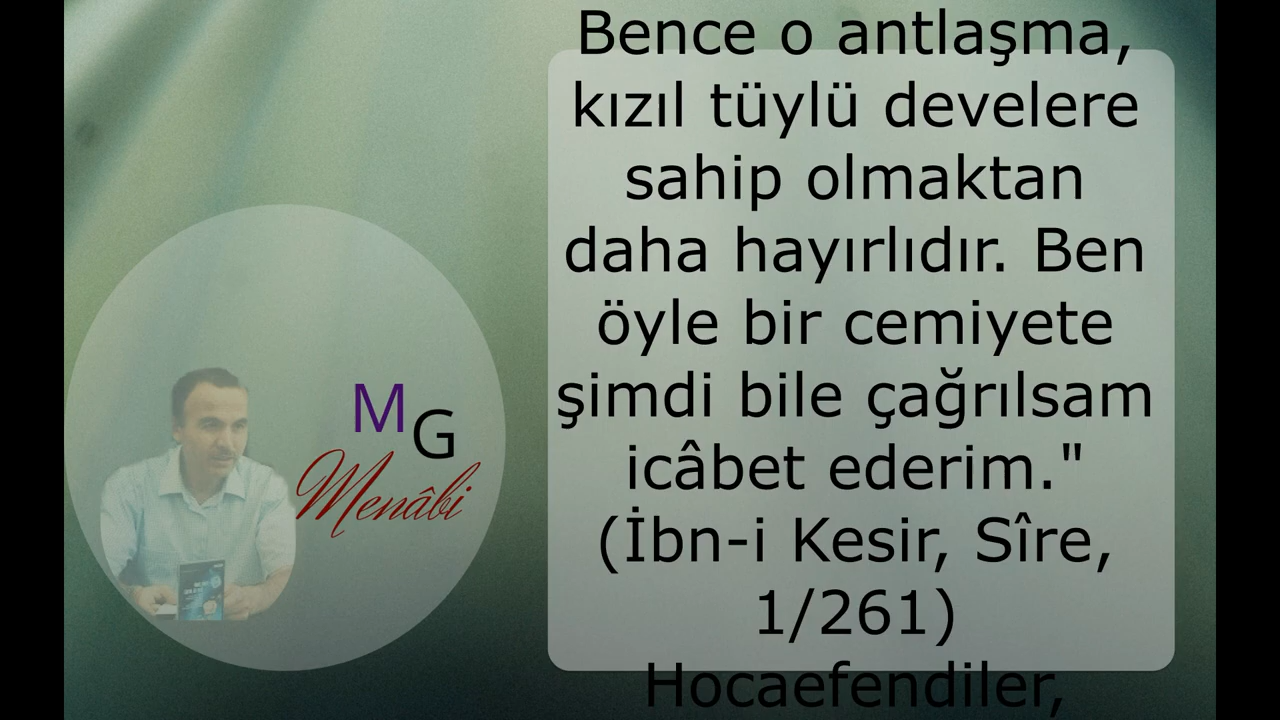 Bence o antlaşma,
kızıl tüylü develere
sahip olmaktan
daha hayırlıdır. Ben
öyle bir cemiyete
şimdi bile çağrılsam
icâbet ederim."
(İbn-i Kesir, Sîre,
1/261)
Hocaefendiler,
M
G
Menâbi